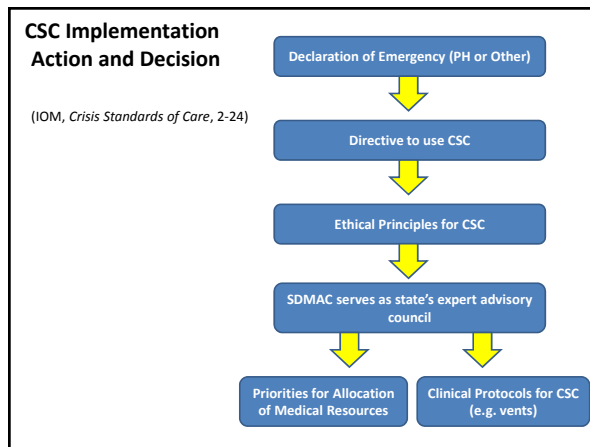 CSC Implementation
Action and Decision
(IOM, Crisis Standards of Care, 2-24)
Declaration of Emergency (PH or Other)
Directive to use CSC
Ethical Principles for CSC
SDMAC serves as state's expert advisory
council
Priorities for Allocation
of Medical Resources
Clinical Protocols for CSC
(e.g. vents)